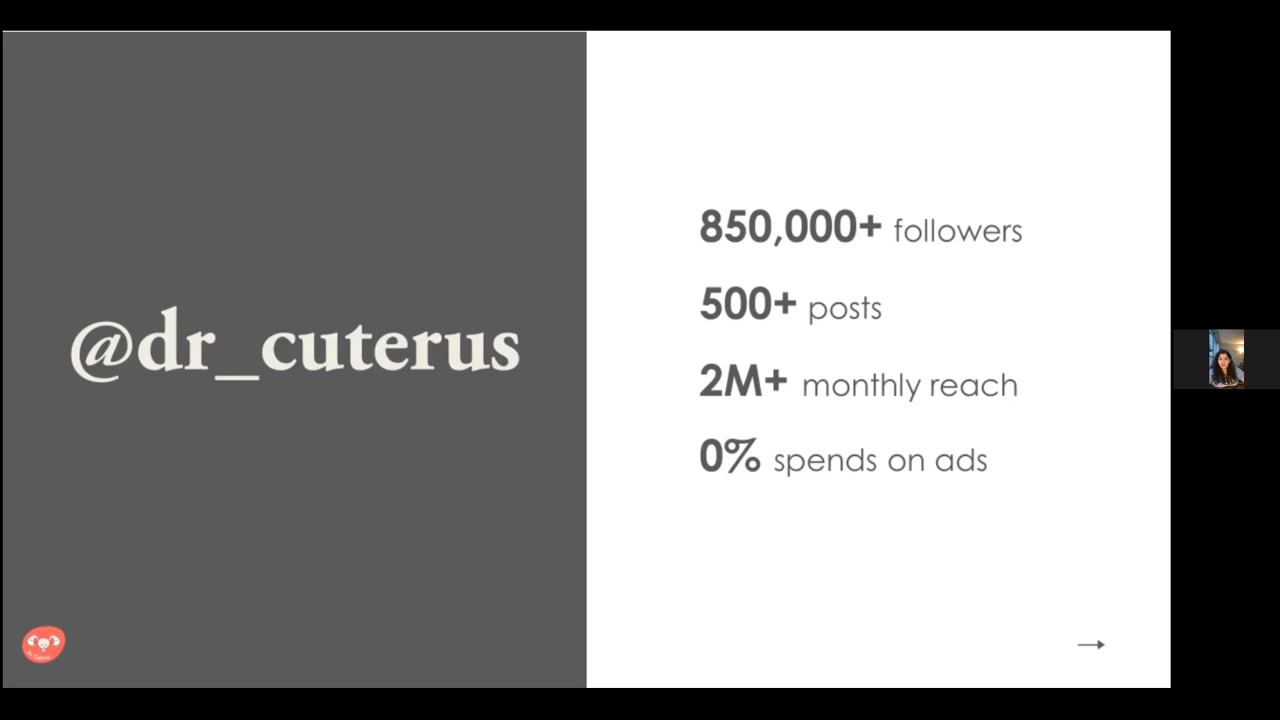 @dr_cuterus
850,000+ followers
500+ posts
2M+ monthly reach
0% spends on ads